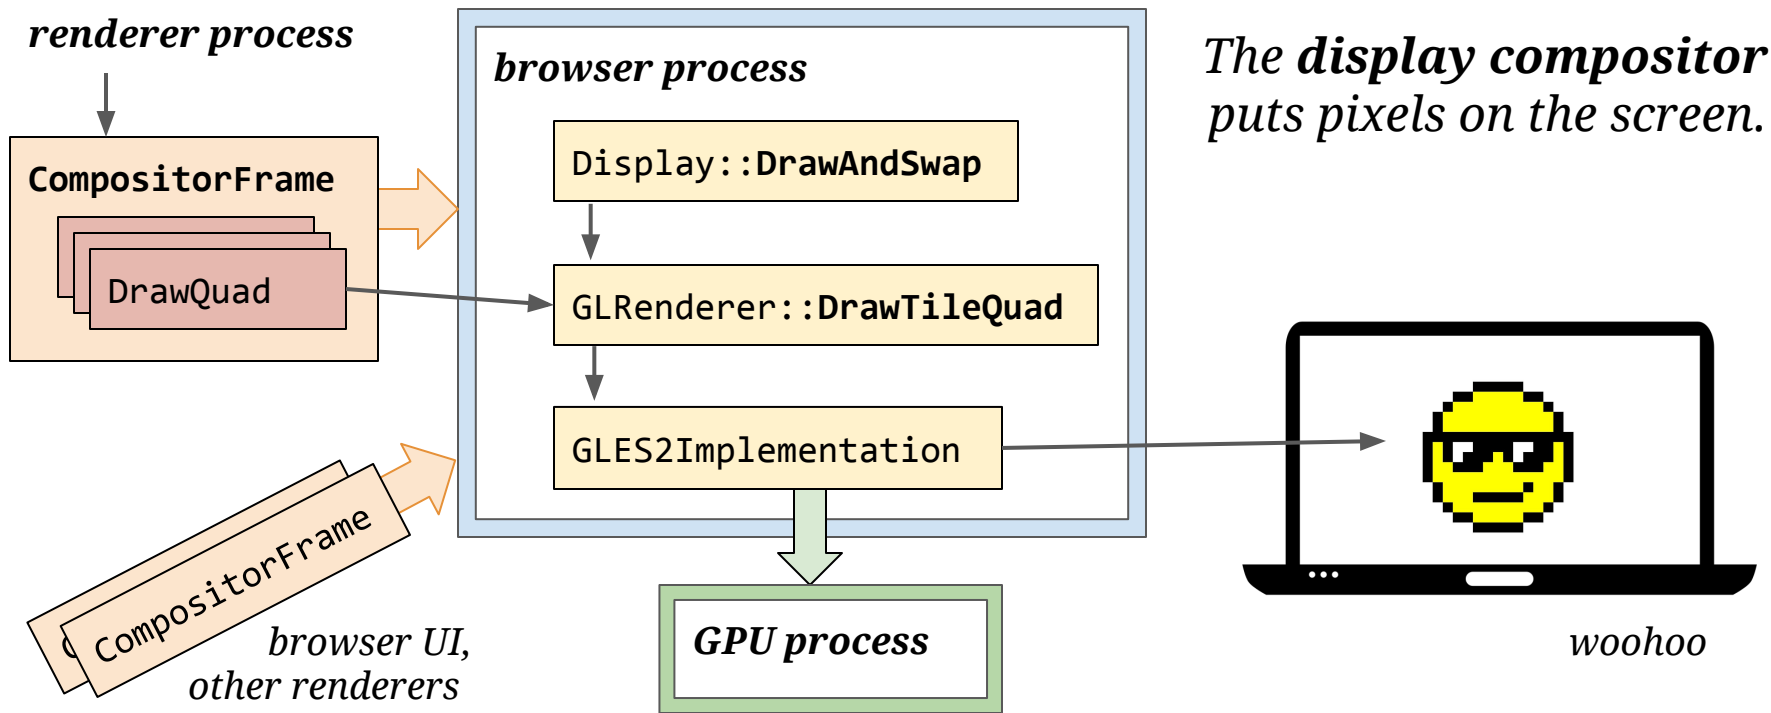 renderer process
CompositorFrame
DrawQuad
browser process
Display::DrawAndSwap
GLRenderer::DrawTileQuad
GLES2Implementation
The display compositor
puts pixels on the screen.
CompositorFrame
browser UI,
other renderers
GPU process
woohoo